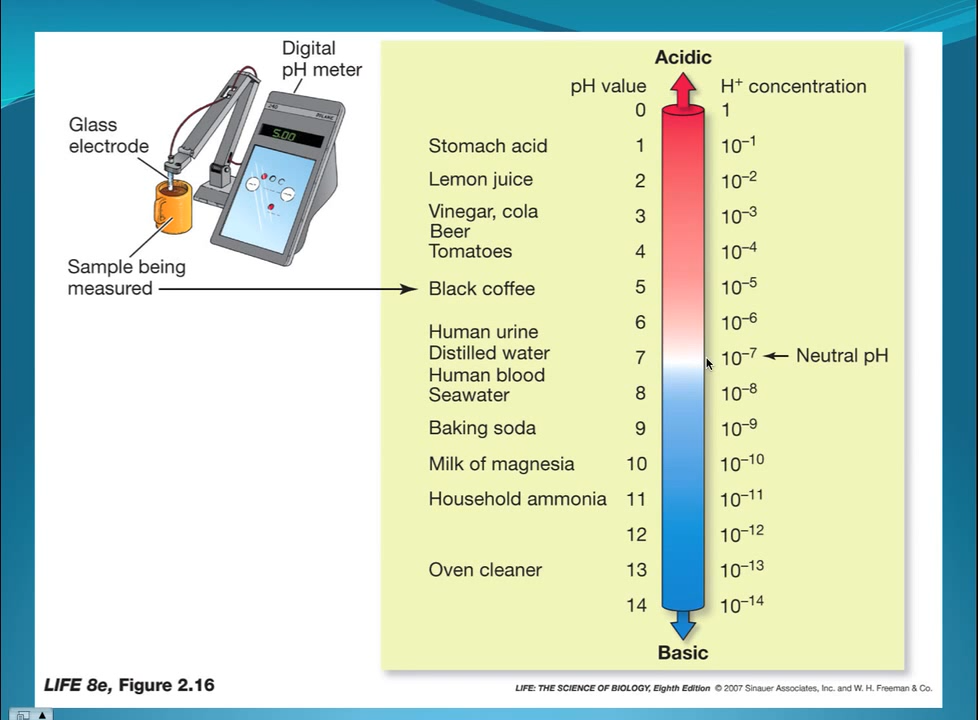 Digital
pH meter
Glass
electrode
5.00
Sample being
measured
Acidic
pH value H⁺ concentration
0 1
Stomach acid 1 10⁻¹
Lemon juice 2 10⁻²
Vinegar, cola 3 10⁻³
Beer
Tomatoes 4 10⁻⁴
Black coffee 5 10⁻⁵
6 10⁻⁶
Human urine
Distilled water 7 10⁻⁷ Neutral pH
Human blood
Seawater 8 10⁻⁸
Baking soda 9 10⁻⁹
Milk of magnesia 10 10⁻¹⁰
Household ammonia 11 10⁻¹¹
12 10⁻¹²
Oven cleaner 13 10⁻¹³
14 10⁻¹⁴
Basic
LIFE 8e, Figure 2.16
LIFE: THE SCIENCE OF BIOLOGY, Eighth Edition © 2007 Sinauer Associates, Inc. and W. H. Freeman & Co.